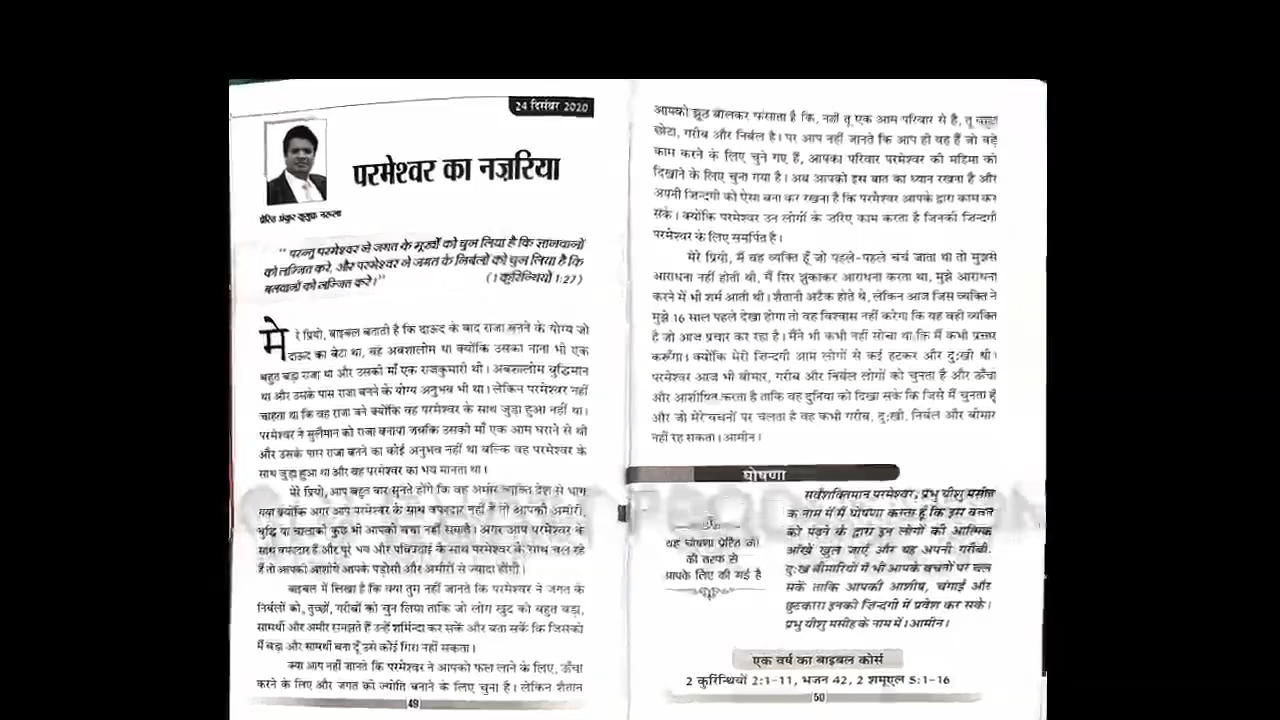 24 दिसंबर 2020
परमेश्वर का नज़रिया
प्रेरित अंकुर यूसुफ नरूला
" परन्तु परमेश्वर ने जगत के मूर्खों को चुन लिया है कि ज्ञानवानों
को लज्जित करे, और परमेश्वर ने जगत के निर्बलों को चुन लिया है कि
बलवानों को लज्जित करे।" (1 कुरिन्थियों 1:27)
मेरे प्रियो, बाइबल बताती है कि दाऊद के बाद राजा बनने के योग्य जो
दाऊद का बेटा था, वह अबशालोम था क्योंकि उसका नाना भी एक
बहुत बड़ा राजा था और उसकी माँ एक राजकुमारी थी। अबशालोम बुद्धिमान
था और उसके पास राजा बनने के योग्य अनुभव भी था। लेकिन परमेश्वर नहीं
चाहता था कि वह राजा बने क्योंकि वह परमेश्वर के साथ जुड़ा हुआ नहीं था।
परमेश्वर ने सुलैमान को राजा बनाया जबकि उसकी माँ एक आम घराने से थी
और उसके पास राजा बनने का कोई अनुभव नहीं था बल्कि वह परमेश्वर के
साथ जुड़ा हुआ था और वह परमेश्वर का भय मानता था।
मेरे प्रियो, आप बहुत बार सुनते होंगे कि वह अमीर व्यक्ति देश से भाग
गया क्योंकि अगर आप परमेश्वर के साथ वफादार नहीं है तो आपकी अमीरी,
बुद्धि या चालाकी कुछ भी आपको बचा नहीं सकते। अगर आप परमेश्वर के
साथ वफादार हैं और पूरे भय और पवित्रताई के साथ परमेश्वर के साथ चल रहे
हैं तो आपकी आशीषें आपके पड़ोसी और अमीरों से ज्यादा होंगी।
बाइबल में लिखा है कि क्या तुम नहीं जानते कि परमेश्वर ने जगत के
निर्बलों को, तुच्छों, गरीबों को चुन लिया ताकि जो लोग खुद को बहुत बड़ा,
सामर्थी और अमीर समझते हैं उन्हें शर्मिन्दा कर सकें और बता सकें कि जिसको
मैं बड़ा और सामर्थी बना दूँ उसे कोई गिरा नहीं सकता।
क्या आप नहीं जानते कि परमेश्वर ने आपको फल लाने के लिए, ऊँचा
करने के लिए और जगत की ज्योति बनाने के लिए चुना है। लेकिन शैतान
49
आपको झूठ बोलकर फंसाता है कि, नहीं तू एक आम परिवार से है, तू
छोटा, गरीब और निर्बल है। पर आप नहीं जानते कि आप ही वह हैं जो बड़े
काम करने के लिए चुने गए हैं, आपका परिवार परमेश्वर की महिमा को
दिखाने के लिए चुना गया है। अब आपको इस बात का ध्यान रखना है और
अपनी जिन्दगी को ऐसा बना कर रखना है कि परमेश्वर आपके द्वारा काम कर
सके। क्योंकि परमेश्वर उन लोगों के जरिए काम करता है जिनकी जिन्दगी
परमेश्वर के लिए समर्पित है।
मेरे प्रियो, मैं वह व्यक्ति हूँ जो पहले-पहले चर्च जाता था तो मुझसे
आराधना नहीं होती थी, मैं सिर झुकाकर आराधना करता था, मुझे आराधना
करने में भी शर्म आती थी। शैतानी अटैक होते थे, लेकिन आज जिस व्यक्ति ने
मुझे 16 साल पहले देखा होगा तो वह विश्वास नहीं करेगा कि यह वही व्यक्ति
है जो आज प्रचार कर रहा है। मैंने भी कभी नहीं सोचा था कि मैं कभी प्रचार
करूँगा। क्योंकि मेरी जिन्दगी आम लोगों से कई हटकर और दुःखी थी।
परमेश्वर आज भी बीमार, गरीब और निर्बल लोगों को चुनता है और ऊँचा
और आशीषित करता है ताकि वह दुनिया को दिखा सके कि जिसे मैं चुनता हूँ
और जो मेरे वचनों पर चलता है वह कभी गरीब, दुःखी, निर्बल और बीमार
नहीं रह सकता। आमीन।
घोषणा
यह घोषणा प्रेरित जी
की तरफ से
आपके लिए की गई है
सर्वशक्तिमान परमेश्वर, प्रभु यीशु मसीह
के नाम में मैं घोषणा करता हूँ कि इस वचन
को पढ़ने के द्वारा इन लोगों की आत्मिक
आँखें खुल जाएँ और यह अपनी गरीबी,
दुःख बीमारियों में भी आपके वचनों पर चल
सकें ताकि आपकी आशीष, चंगाई और
छुटकारा इनकी जिन्दगी में प्रवेश कर सके।
प्रभु यीशु मसीह के नाम में। आमीन।
एक वर्ष का बाइबल कोर्स
2 कुरिन्थियों 2:1-11, भजन 42, 2 शमूएल 5:1-16
50